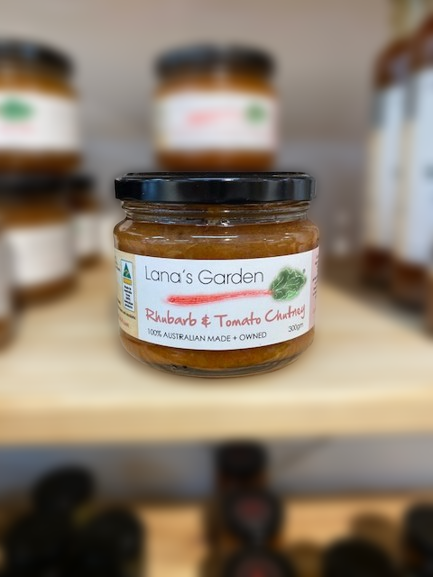 Lana's Garden
Rhubarb & Tomato Chutney
300gm
100% AUSTRALIAN MADE + OWNED